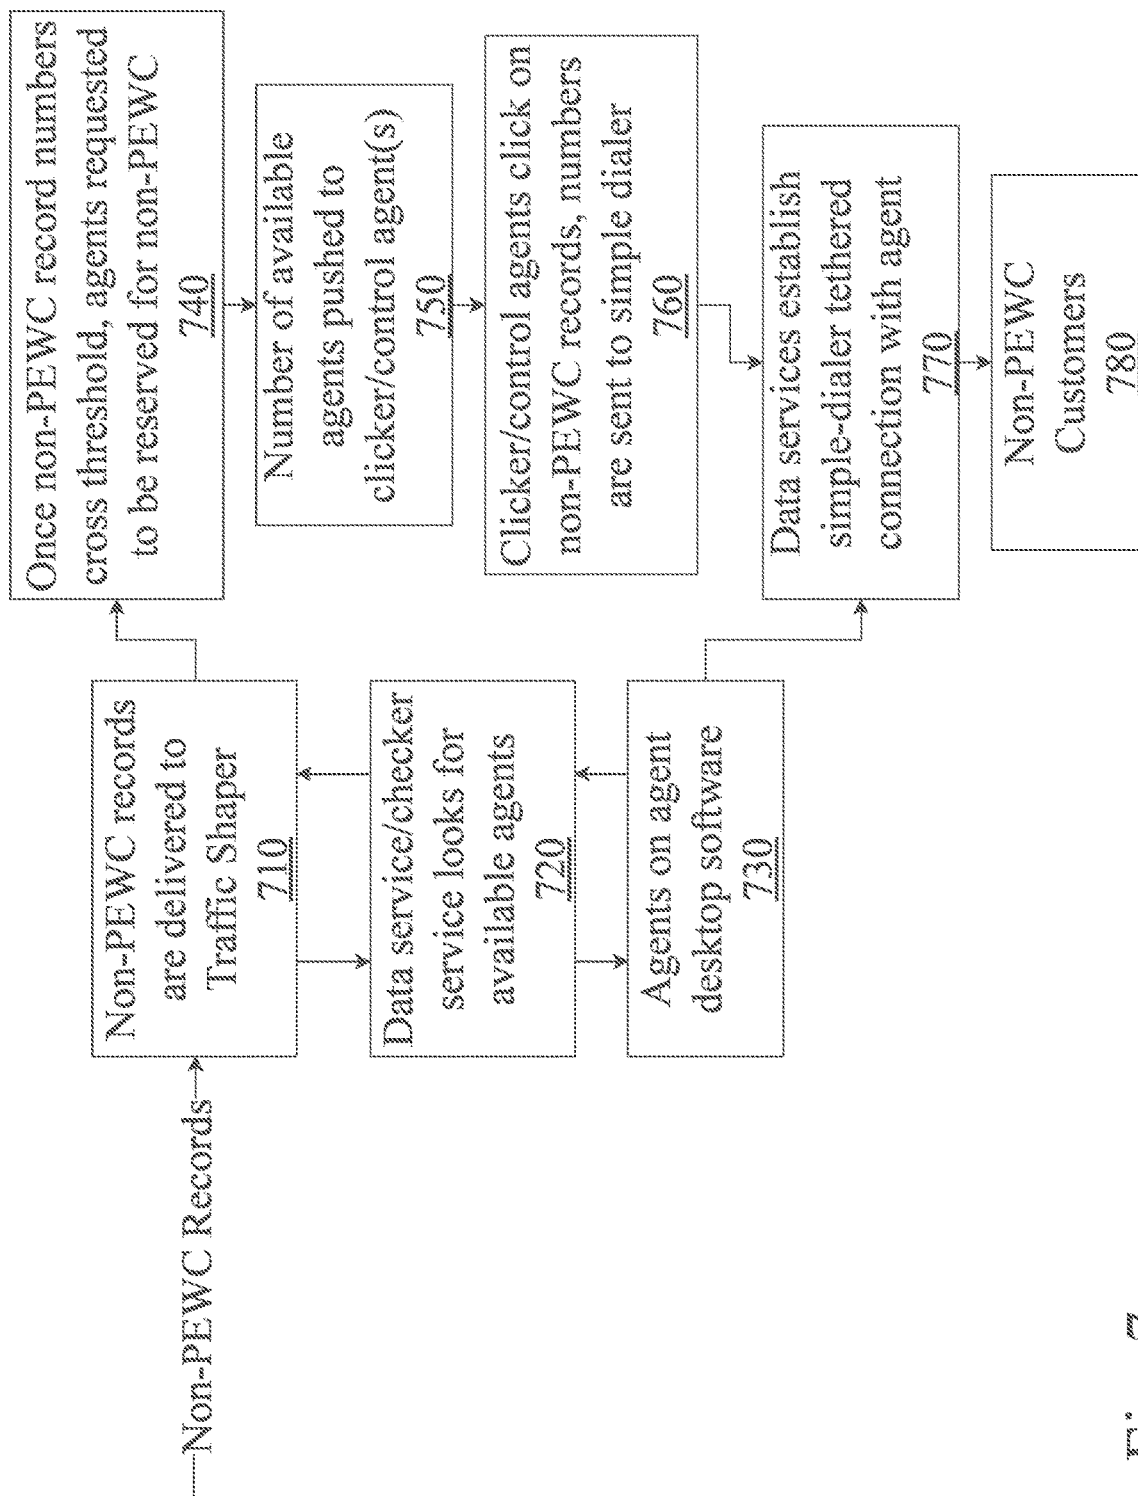 Non-PEWC Records
Non-PEWC records
are delivered to
Traffic Shaper
710
Data service/checker
service looks for
available agents
720
Agents on agent
desktop software
730
Once non-PEWC record numbers
cross threshold, agents requested
to be reserved for non-PEWC
740
Number of available
agents pushed to
clicker/control agent(s)
750
Clicker/control agents click on
non-PEWC records, numbers
are sent to simple dialer
760
Data services establish
simple-dialer tethered
connection with agent
770
Non-PEWC
Customers
780